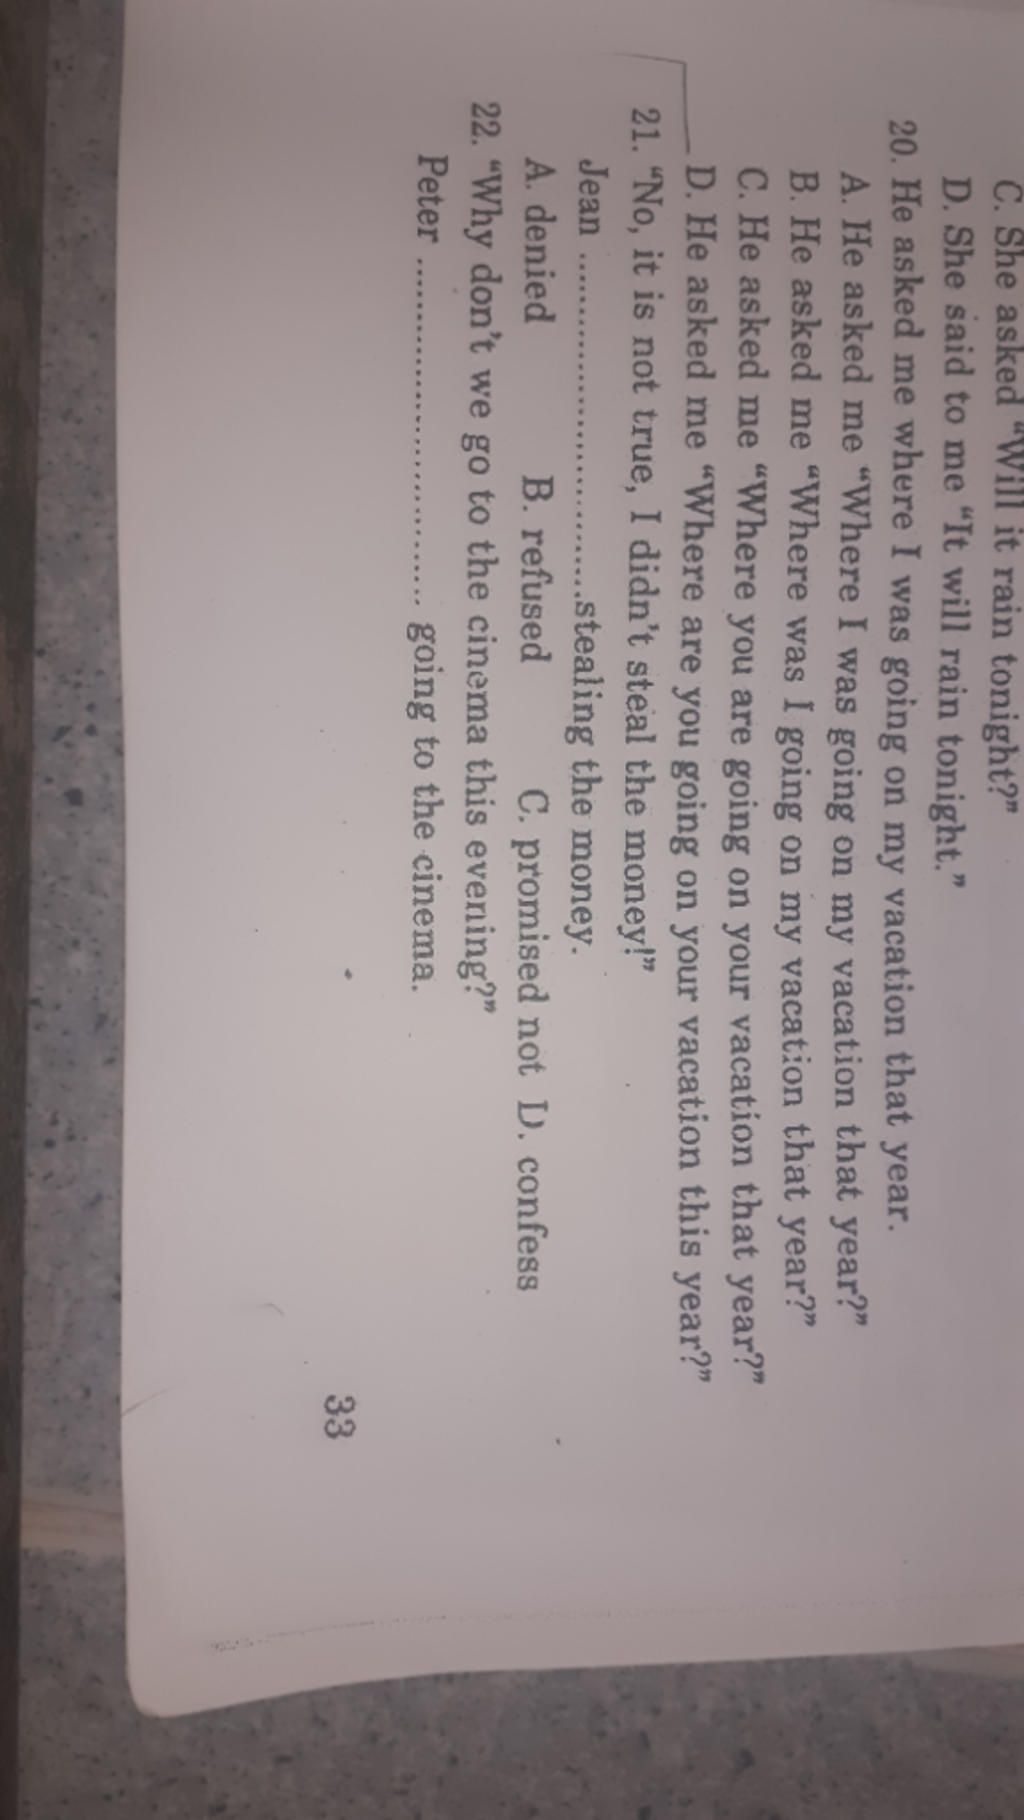 C. She asked “Will it rain tonight?”
D. She said to me “It will rain tonight.”
20. He asked me where I was going on my vacation that year.
A. He asked me “Where I was going on my vacation that year?”
B. He asked me “Where was I going on my vacation that year?”
C. He asked me “Where you are going on your vacation that year?”
D. He asked me “Where are you going on your vacation this year?”
21. “No, it is not true, I didn’t steal the money!”
Jean ..............................stealing the money.
A. denied B. refused C. promised not D. confess
22. “Why don’t we go to the cinema this evening?”
Peter .............................. going to the cinema.
33